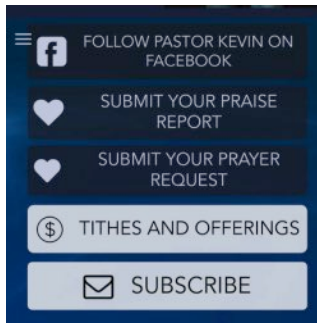 FOLLOW PASTOR KEVIN ON
FACEBOOK
SUBMIT YOUR PRAISE
REPORT
SUBMIT YOUR PRAYER
REQUEST
TITHES AND OFFERINGS
SUBSCRIBE